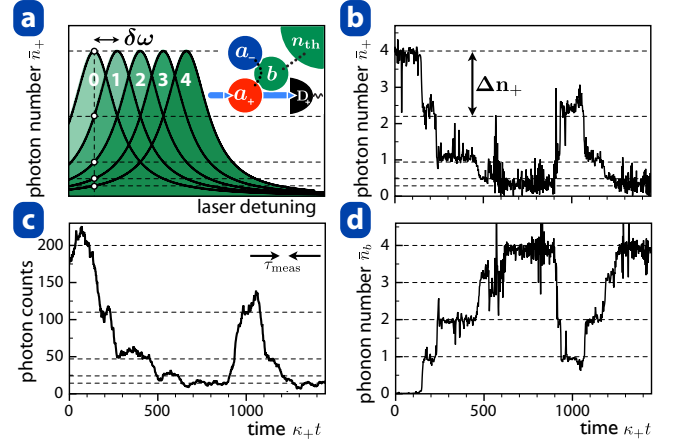 a
photon number n̄₊
δω
0 1 2 3 4
a₋
n_th
b
a₊
D
laser detuning
b
photon number n̄₊
4
3
2
1
0
Δn₊
c
photon counts
200
150
100
50
0
τ_meas
0 500 1000
time κ₊t
d
phonon number n̄_b
4
3
2
1
0
0 500 1000
time κ₊t